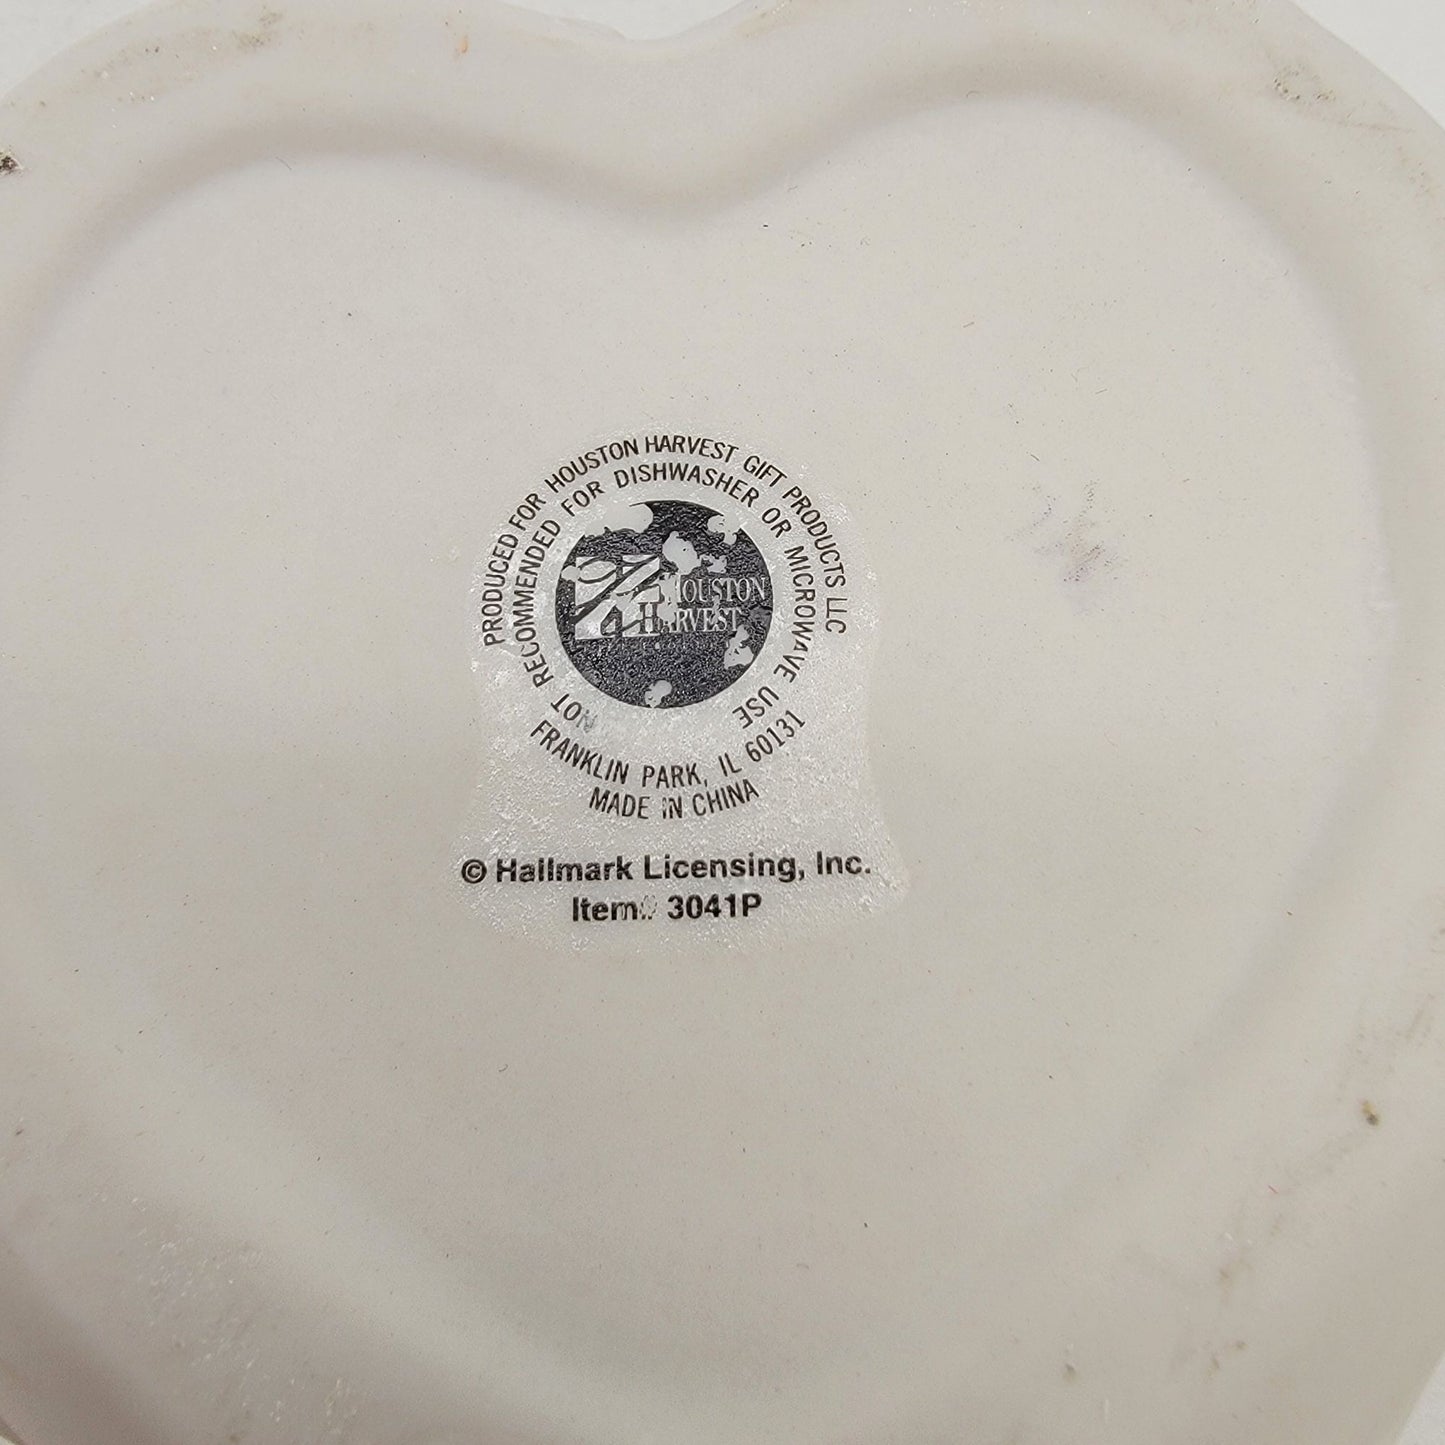 PRODUCED FOR HOUSTON HARVEST GIFT PRODUCTS LLC
NOT RECOMMENDED FOR DISHWASHER OR MICROWAVE USE
HOUSTON
HARVEST
FRANKLIN PARK, IL 60131
MADE IN CHINA
© Hallmark Licensing, Inc.
Item# 3041P